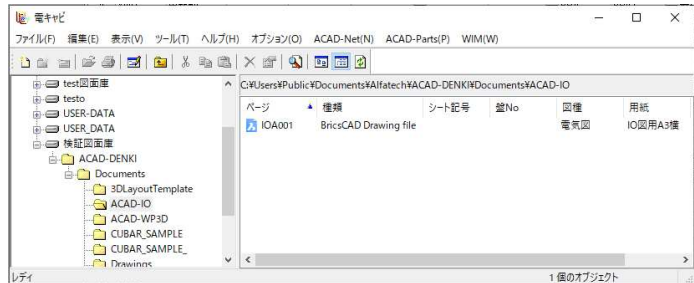 電キャビ
ファイル(F) 編集(E) 表示(V) ツール(T) ヘルプ(H) オプション(O) ACAD-Net(N) ACAD-Parts(P) WIM(W)
test図面庫
testo
USER-DATA
USER_DATA
検証図面庫
ACAD-DENKI
Documents
3DLayoutTemplate
ACAD-IO
ACAD-WP3D
CUBAR_SAMPLE
CUBAR_SAMPLE_
Drawings
C:¥Users¥Public¥Documents¥Alfatech¥ACAD-DENKI¥Documents¥ACAD-IO
ページ 種類 シート記号 盤No 図種 用紙
IOA001 BricsCAD Drawing file 電気図 IO図用A3横
レディ 1 個のオブジェクト